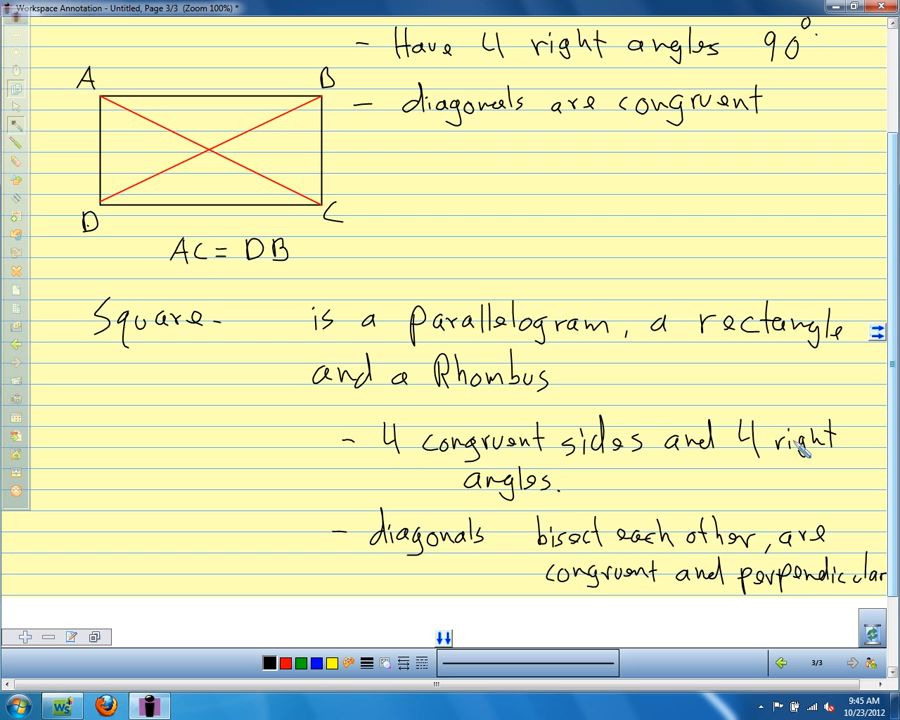 Workspace Annotation - Untitled, Page 3/3 (Zoom 100%) *
- Have 4 right angles 90°.
A
B
- diagonals are congruent
D
C
AC = DB
Square - is a parallelogram, a rectangle
and a Rhombus
- 4 congruent sides and 4 right
angles.
- diagonals bisect each other, are
congruent and perpendicular
3/3
9:45 AM
10/23/2012